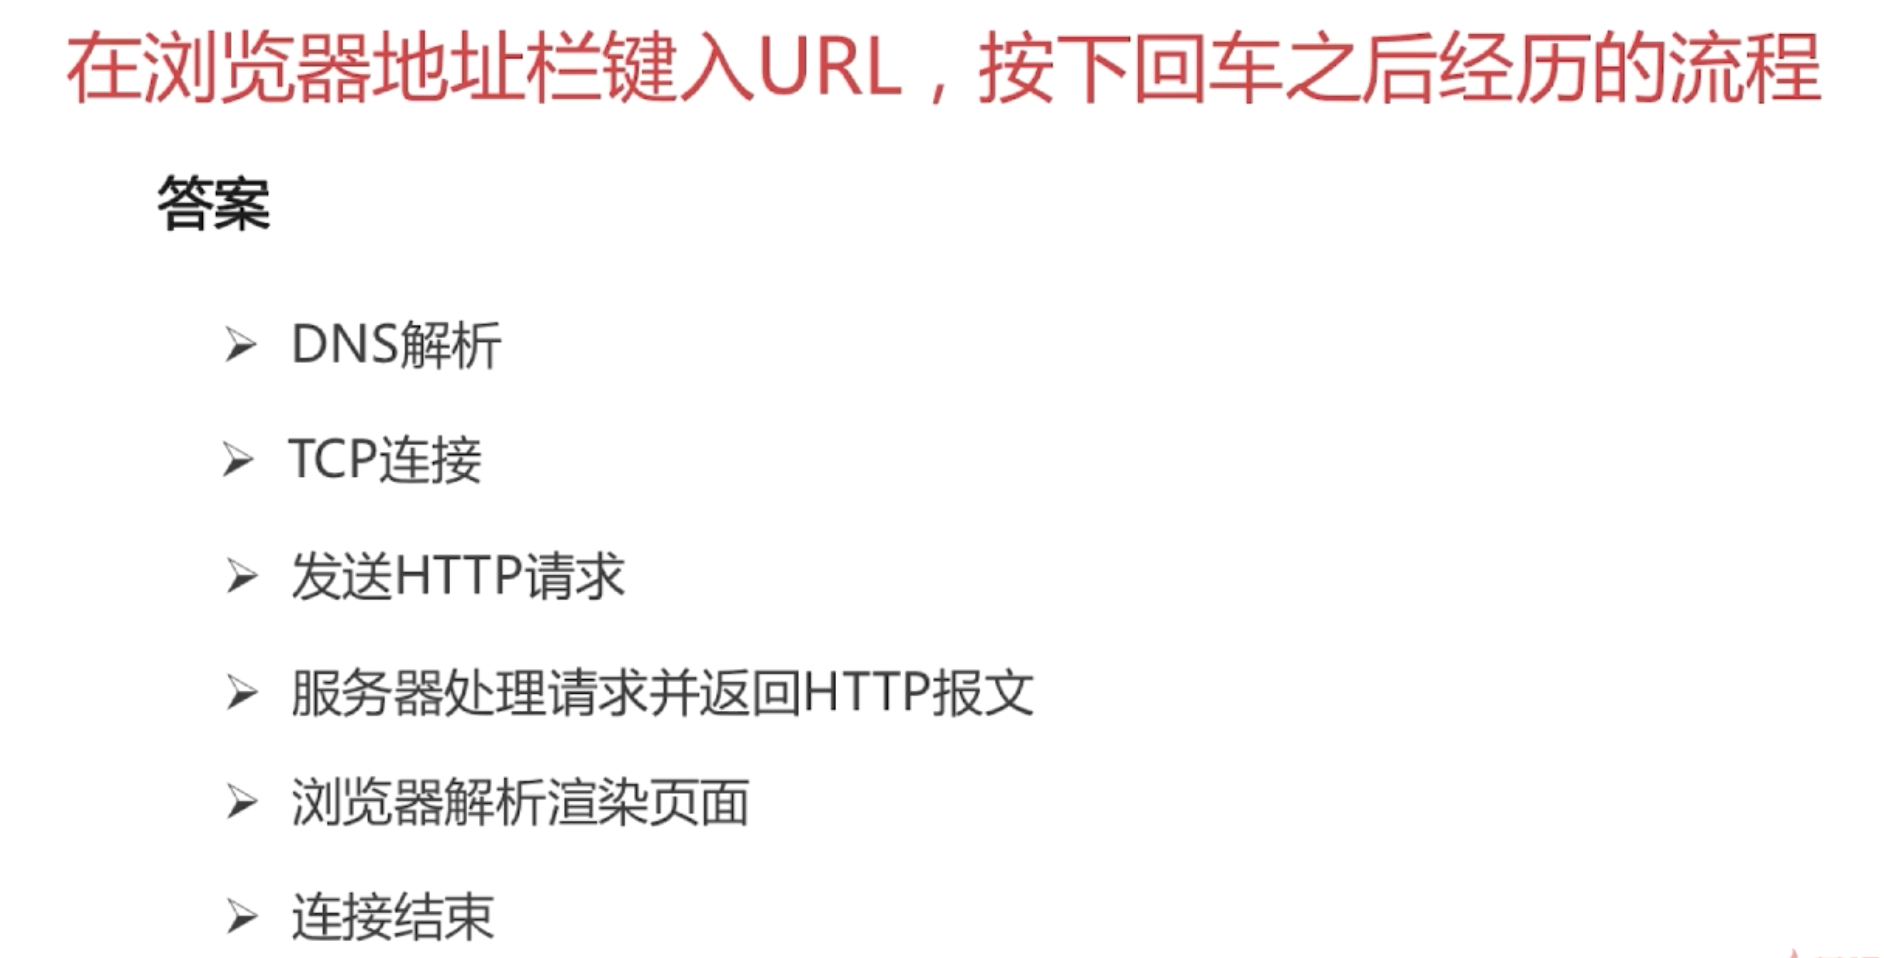 在浏览器地址栏键入URL，按下回车之后经历的流程
答案
➢ DNS解析
➢ TCP连接
➢ 发送HTTP请求
➢ 服务器处理请求并返回HTTP报文
➢ 浏览器解析渲染页面
➢ 连接结束